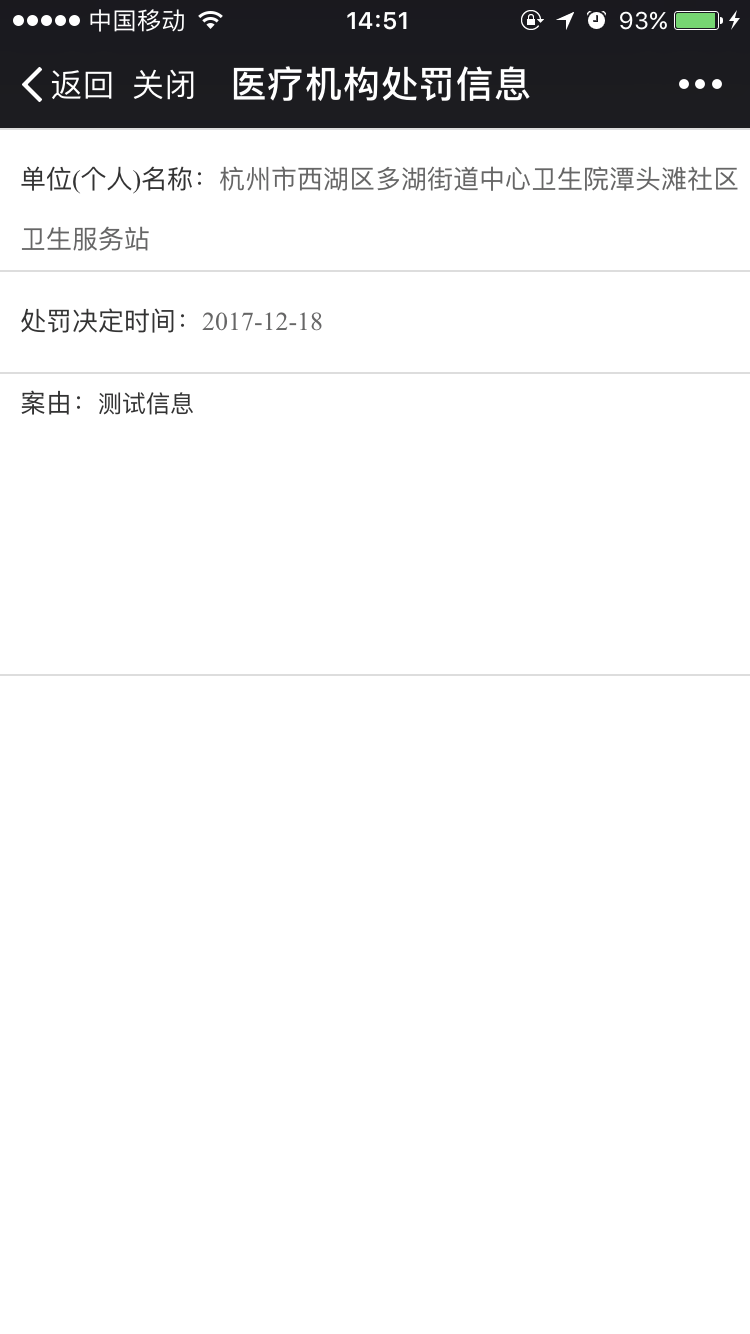 中国移动 14:51 93%
返回 关闭 医疗机构处罚信息
单位(个人)名称：杭州市西湖区多湖街道中心卫生院潭头滩社区
卫生服务站
处罚决定时间：2017-12-18
案由：测试信息